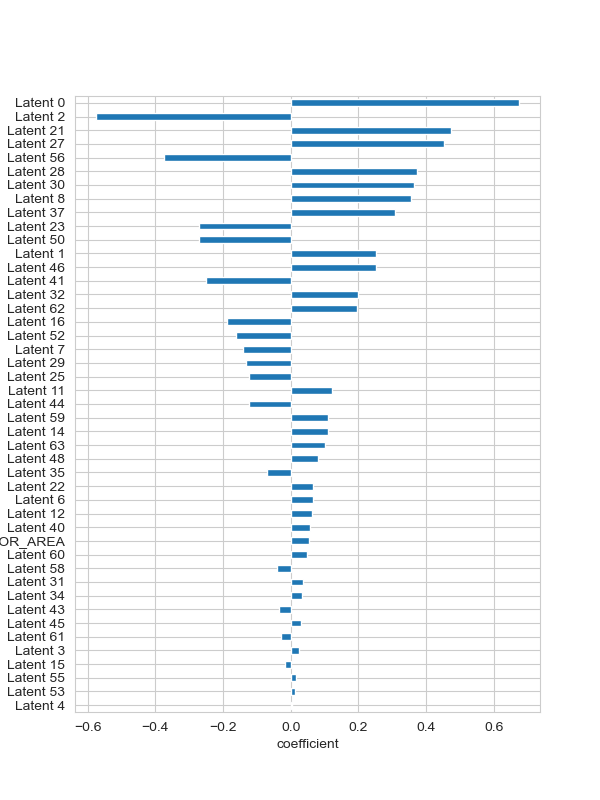 Latent 0
Latent 2
Latent 21
Latent 27
Latent 56
Latent 28
Latent 30
Latent 8
Latent 37
Latent 23
Latent 50
Latent 1
Latent 46
Latent 41
Latent 32
Latent 62
Latent 16
Latent 52
Latent 7
Latent 29
Latent 25
Latent 11
Latent 44
Latent 59
Latent 14
Latent 63
Latent 48
Latent 35
Latent 22
Latent 6
Latent 12
Latent 40
OR_AREA
Latent 60
Latent 58
Latent 31
Latent 34
Latent 43
Latent 45
Latent 61
Latent 3
Latent 15
Latent 55
Latent 53
Latent 4
−0.6 −0.4 −0.2 0.0 0.2 0.4 0.6
coefficient